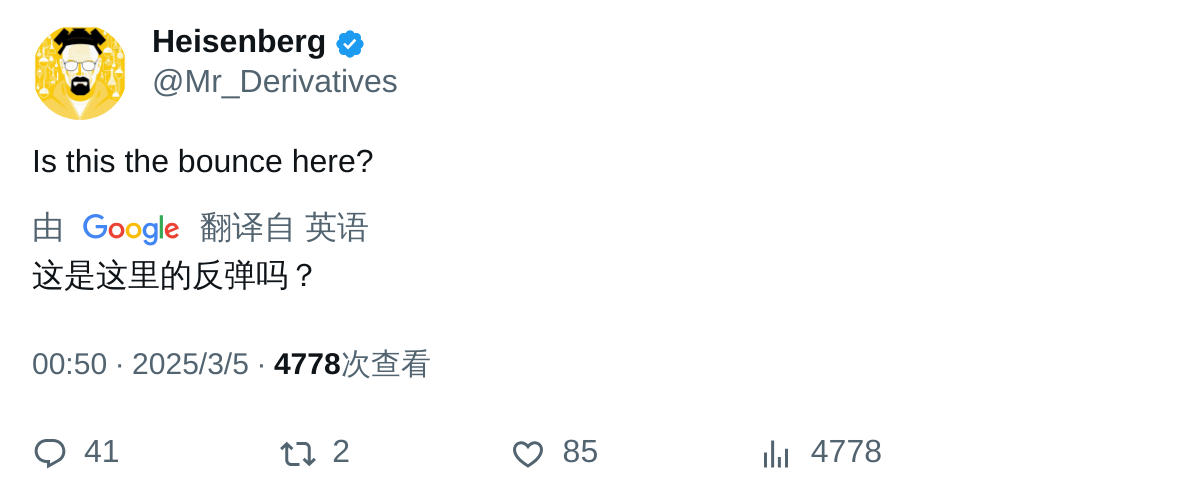 Heisenberg
@Mr_Derivatives
Is this the bounce here?
由 Google 翻译自 英语
这是这里的反弹吗？
00:50 · 2025/3/5 · 4778次查看
41 2 85 4778